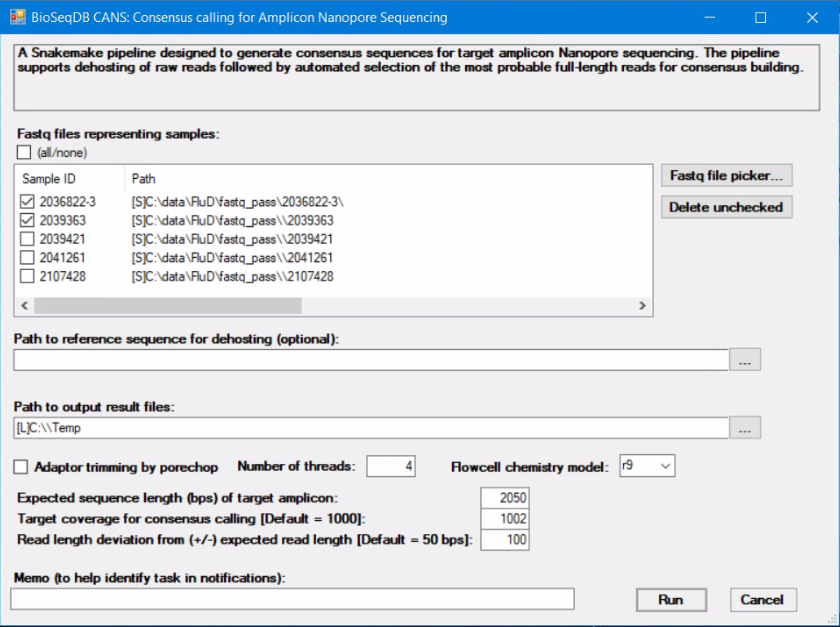 BioSeqDB CANS: Consensus calling for Amplicon Nanopore Sequencing
A Snakemake pipeline designed to generate consensus sequences for target amplicon Nanopore sequencing. The pipeline
supports dehosting of raw reads followed by automated selection of the most probable full-length reads for consensus building.
Fastq files representing samples:
(all/none)
Sample ID Path
2036822-3 [S]C:\data\FluD\fastq_pass\2036822-3\
2039363 [S]C:\data\FluD\fastq_pass\\2039363
2039421 [S]C:\data\FluD\fastq_pass\\2039421
2041261 [S]C:\data\FluD\fastq_pass\\2041261
2107428 [S]C:\data\FluD\fastq_pass\\2107428
Fastq file picker...
Delete unchecked
Path to reference sequence for dehosting (optional):
...
Path to output result files:
[L]C:\\Temp ...
Adaptor trimming by porechop Number of threads: 4 Flowcell chemistry model: r9
Expected sequence length (bps) of target amplicon: 2050
Target coverage for consensus calling [Default = 1000]: 1002
Read length deviation from (+/-) expected read length [Default = 50 bps]: 100
Memo (to help identify task in notifications):
Run Cancel